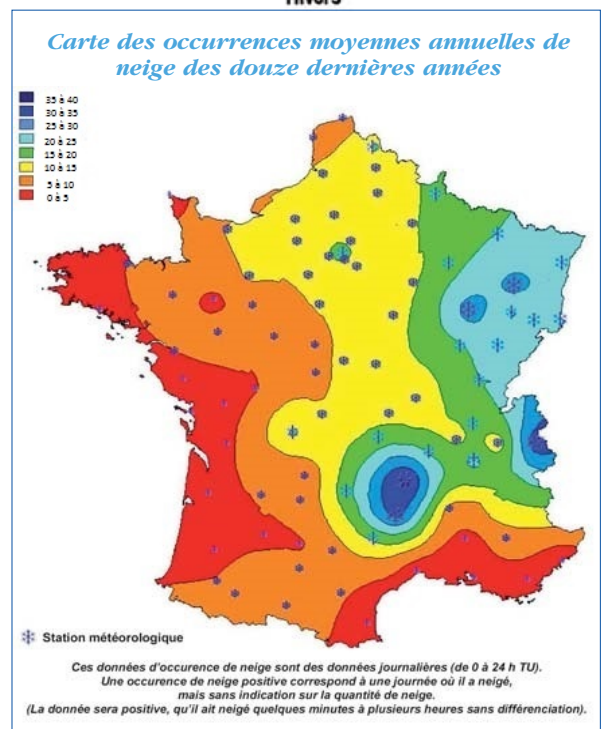 Carte des occurrences moyennes annuelles de
neige des douze dernières années
35 à 40
30 à 35
25 à 30
20 à 25
15 à 20
10 à 15
5 à 10
0 à 5
Station météorologique
Ces données d'occurence de neige sont des données journalières (de 0 à 24 h TU).
Une occurence de neige positive correspond à une journée où il a neigé,
mais sans indication sur la quantité de neige.
(La donnée sera positive, qu'il ait neigé quelques minutes à plusieurs heures sans différenciation).